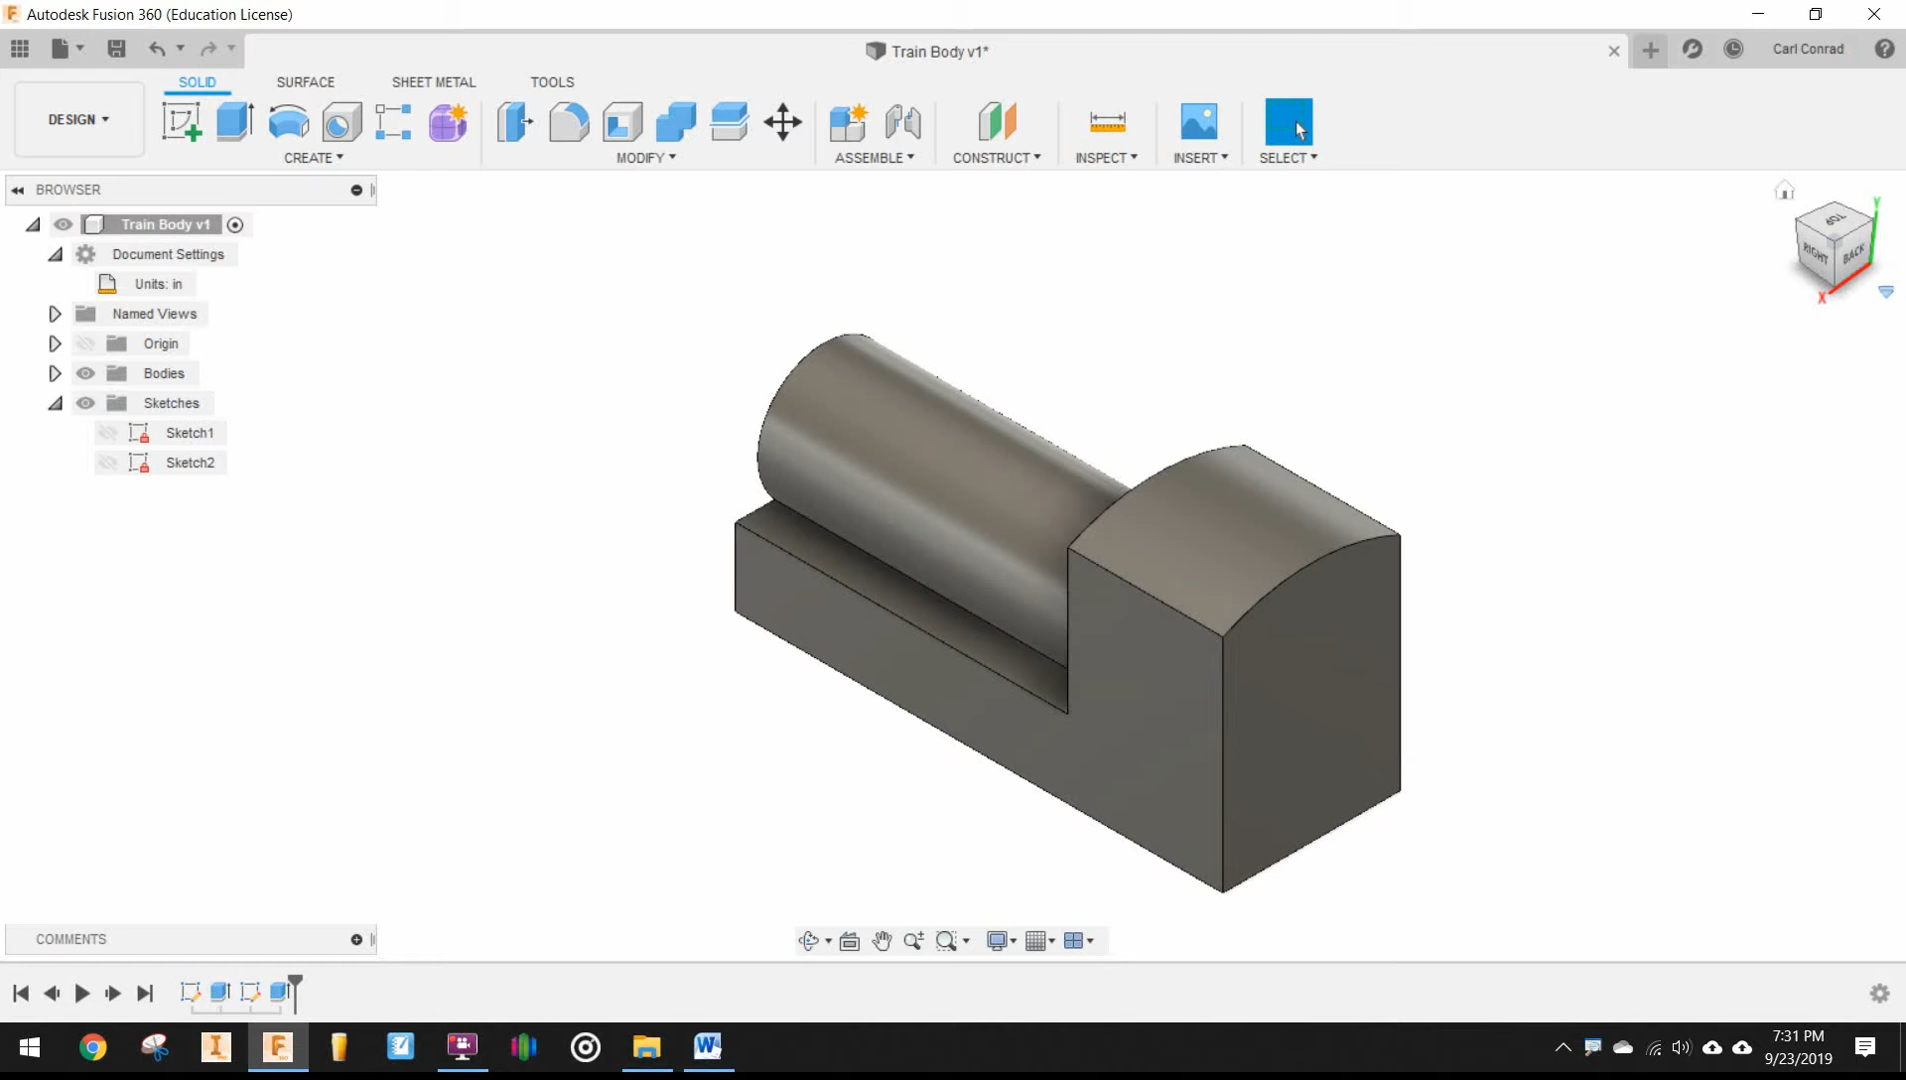 Autodesk Fusion 360 (Education License)
Train Body v1*
Carl Conrad
SOLID
SURFACE
SHEET METAL
TOOLS
DESIGN
CREATE
MODIFY
ASSEMBLE
CONSTRUCT
INSPECT
INSERT
SELECT
BROWSER
Train Body v1
Document Settings
Units: in
Named Views
Origin
Bodies
Sketches
Sketch1
Sketch2
TOP
RIGHT
BACK
Y
X
COMMENTS
7:31 PM
9/23/2019